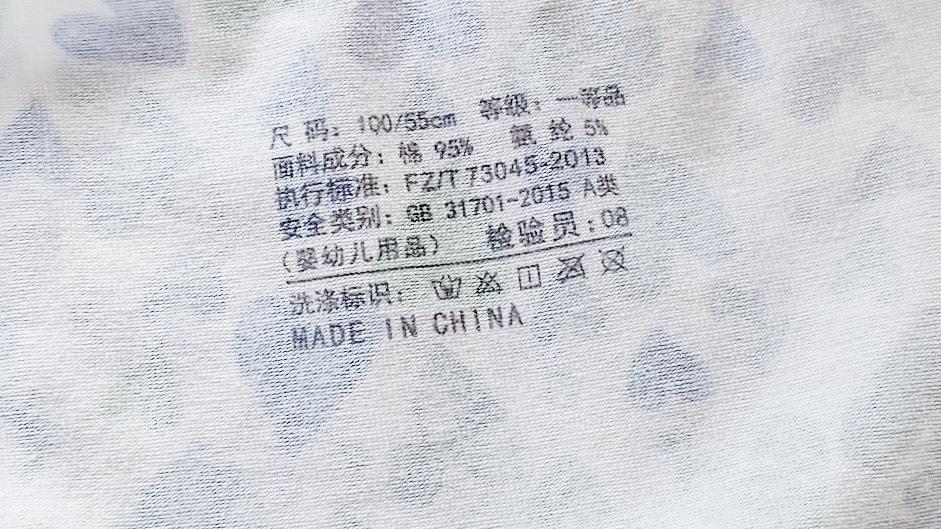 尺 码：100/55cm 等级：一等品
面料成分：棉 95% 氨 纶 5%
执行标准：FZ/T 73045-2013
安全类别：GB 31701-2015 A类
（婴幼儿用品） 检验员：08
洗涤标识：
MADE IN CHINA